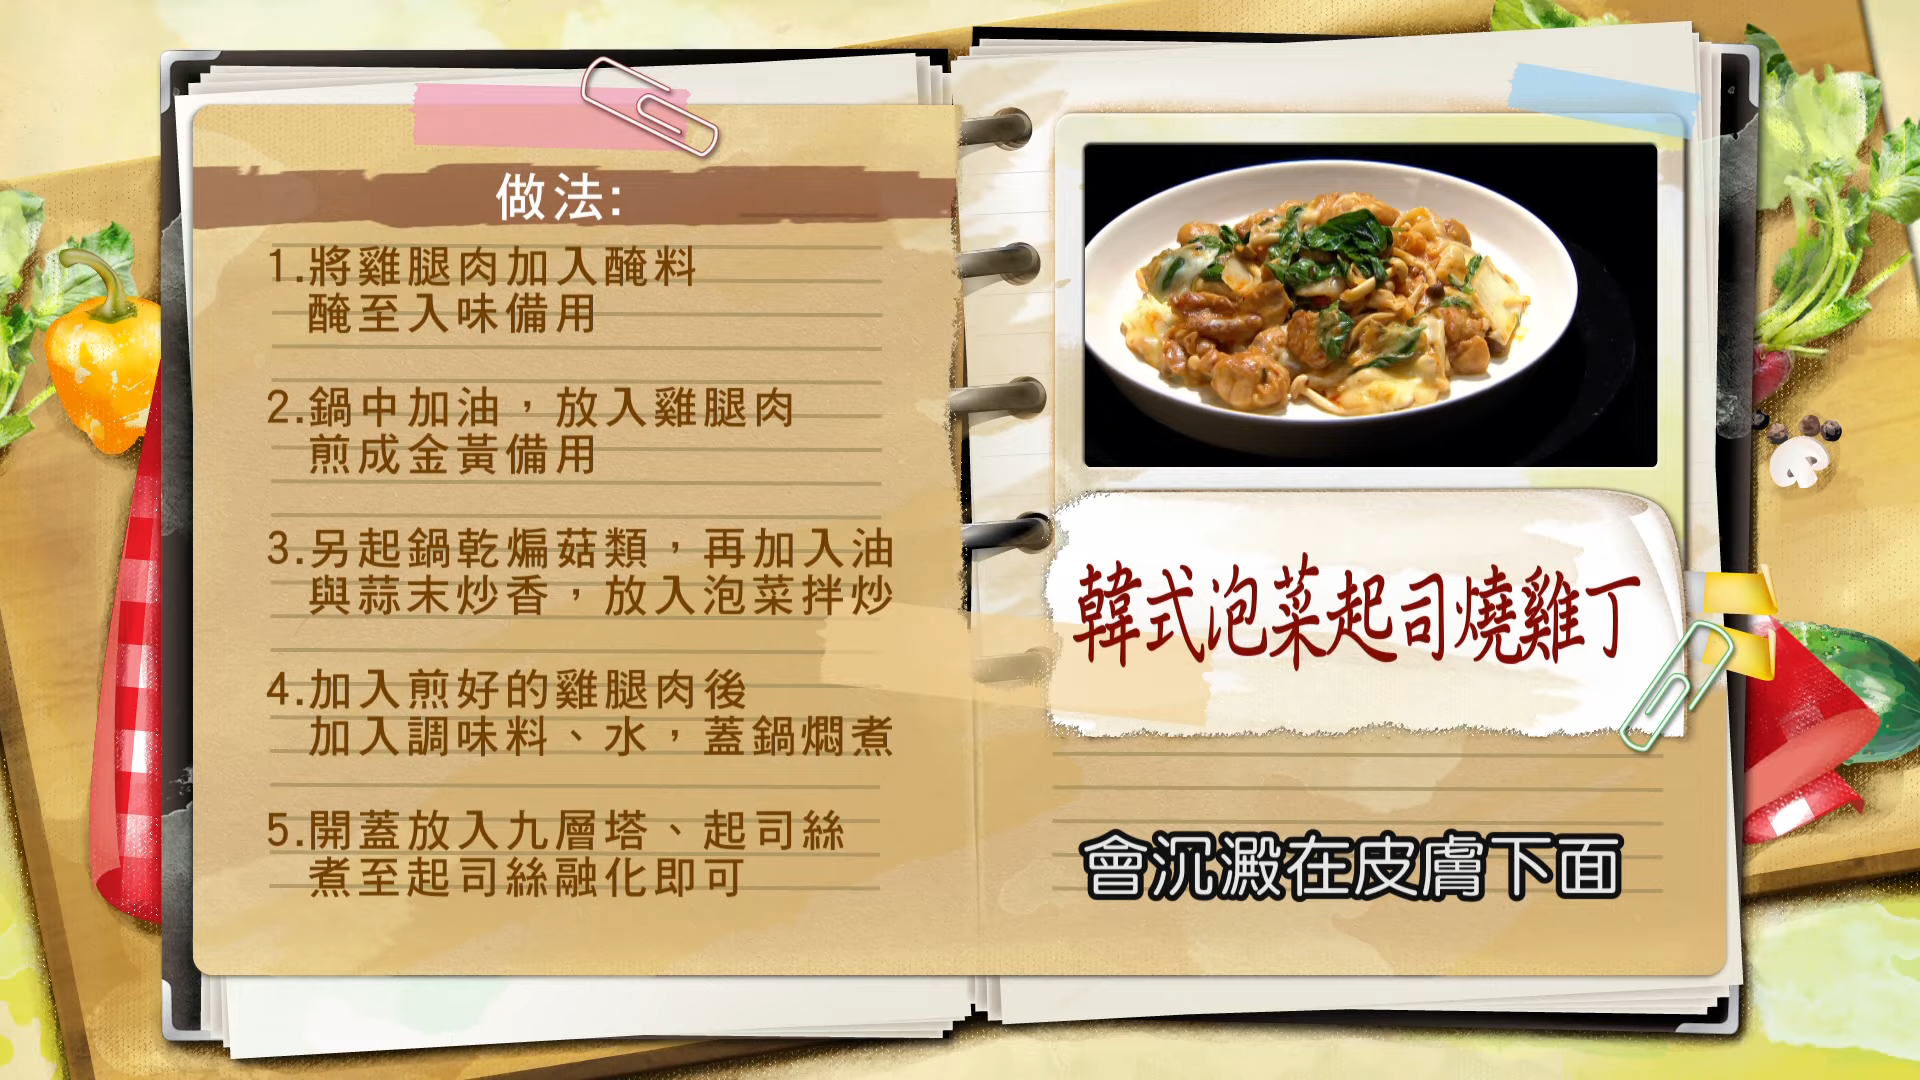 做法:
1.將雞腿肉加入醃料
醃至入味備用
2.鍋中加油，放入雞腿肉
煎成金黃備用
3.另起鍋乾煸菇類，再加入油
與蒜末炒香，放入泡菜拌炒
4.加入煎好的雞腿肉後
加入調味料、水，蓋鍋燜煮
5.開蓋放入九層塔、起司絲
煮至起司絲融化即可
韓式泡菜起司燒雞丁
會沉澱在皮膚下面